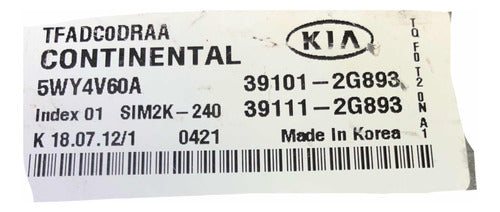 TFADC0DRAA
CONTINENTAL
KIA
5WY4V60A 39101-2G893
Index 01 SIM2K-240 39111-2G893
K 18.07.12/1 0421 Made In Korea
TQF0T20NA1